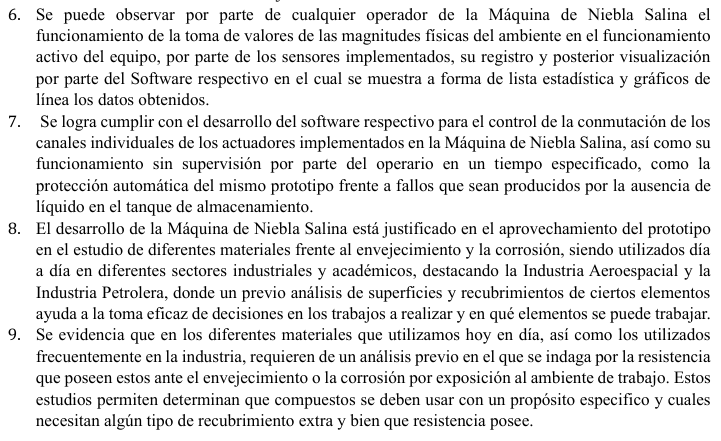 6. Se puede observar por parte de cualquier operador de la Máquina de Niebla Salina el
funcionamiento de la toma de valores de las magnitudes físicas del ambiente en el funcionamiento
activo del equipo, por parte de los sensores implementados, su registro y posterior visualización
por parte del Software respectivo en el cual se muestra a forma de lista estadística y gráficos de
línea los datos obtenidos.
7. Se logra cumplir con el desarrollo del software respectivo para el control de la conmutación de los
canales individuales de los actuadores implementados en la Máquina de Niebla Salina, así como su
funcionamiento sin supervisión por parte del operario en un tiempo especificado, como la
protección automática del mismo prototipo frente a fallos que sean producidos por la ausencia de
líquido en el tanque de almacenamiento.
8. El desarrollo de la Máquina de Niebla Salina está justificado en el aprovechamiento del prototipo
en el estudio de diferentes materiales frente al envejecimiento y la corrosión, siendo utilizados día
a día en diferentes sectores industriales y académicos, destacando la Industria Aeroespacial y la
Industria Petrolera, donde un previo análisis de superficies y recubrimientos de ciertos elementos
ayuda a la toma eficaz de decisiones en los trabajos a realizar y en qué elementos se puede trabajar.
9. Se evidencia que en los diferentes materiales que utilizamos hoy en día, así como los utilizados
frecuentemente en la industria, requieren de un análisis previo en el que se indaga por la resistencia
que poseen estos ante el envejecimiento o la corrosión por exposición al ambiente de trabajo. Estos
estudios permiten determinan que compuestos se deben usar con un propósito especifico y cuales
necesitan algún tipo de recubrimiento extra y bien que resistencia posee.